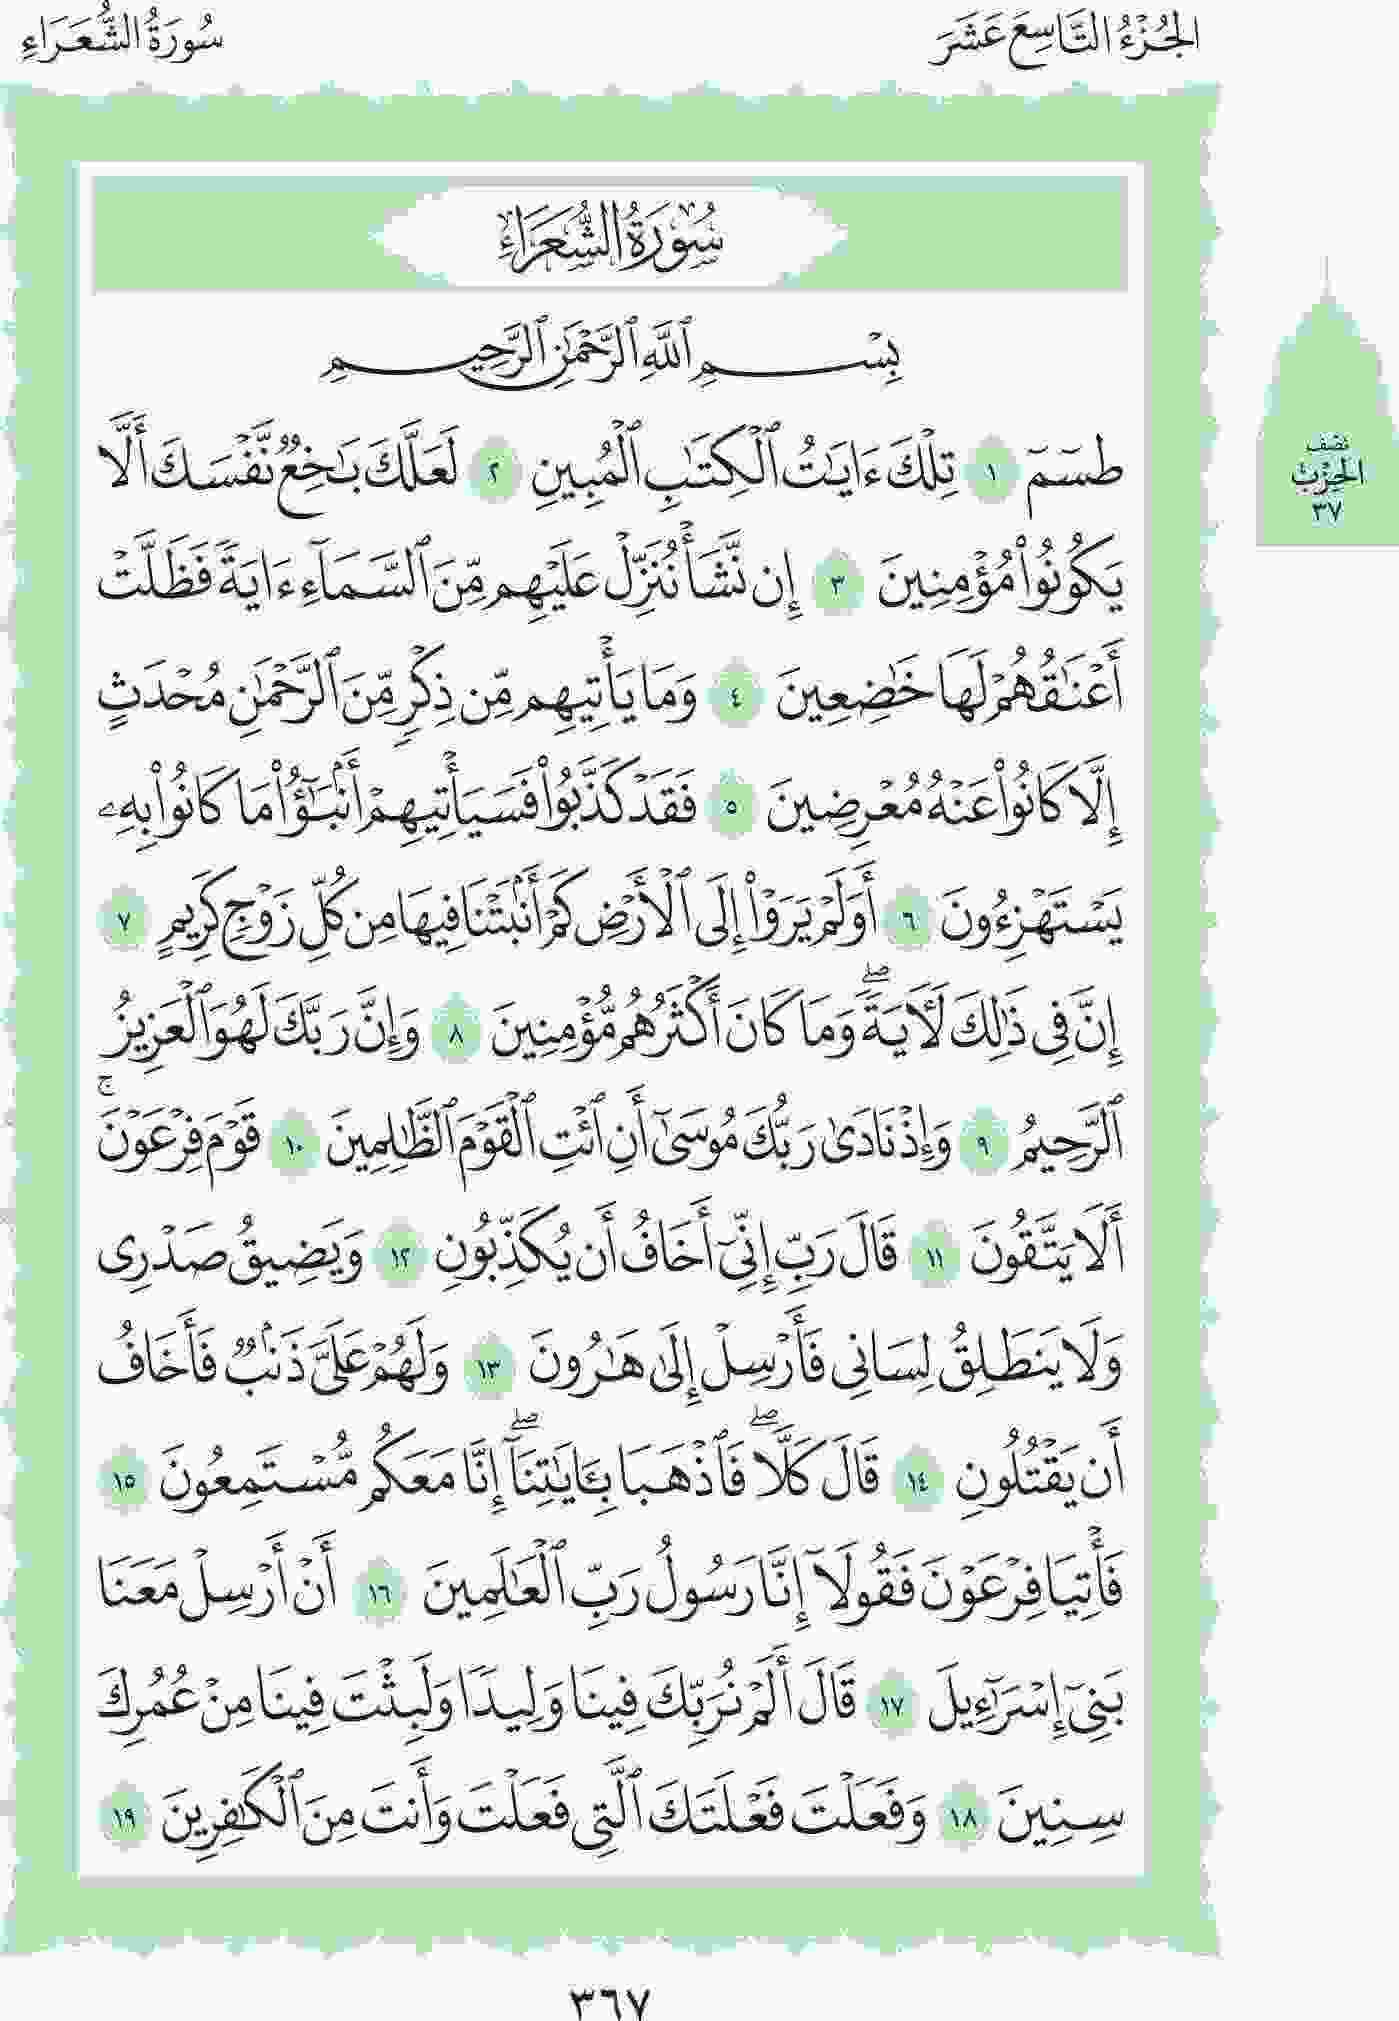 الجُزْءُ التَّاسِعَ عَشَرَ
سُورَةُ الشُّعَرَاءِ
سُورَةُ الشُّعَرَاءِ
بِسْمِ ٱللَّهِ ٱلرَّحْمَٰنِ ٱلرَّحِيمِ
طسٓمٓ ١ تِلْكَ ءَايَٰتُ ٱلْكِتَٰبِ ٱلْمُبِينِ ٢ لَعَلَّكَ بَٰخِعٌ نَّفْسَكَ أَلَّا
يَكُونُوا۟ مُؤْمِنِينَ ٣ إِن نَّشَأْ نُنَزِّلْ عَلَيْهِم مِّنَ ٱلسَّمَآءِ ءَايَةً فَظَلَّتْ
أَعْنَٰقُهُمْ لَهَا خَٰضِعِينَ ٤ وَمَا يَأْتِيهِم مِّن ذِكْرٍ مِّنَ ٱلرَّحْمَٰنِ مُحْدَثٍ
إِلَّا كَانُوا۟ عَنْهُ مُعْرِضِينَ ٥ فَقَدْ كَذَّبُوا۟ فَسَيَأْتِيهِمْ أَنۢبَٰٓؤُا۟ مَا كَانُوا۟ بِهِۦ
يَسْتَهْزِءُونَ ٦ أَوَلَمْ يَرَوْا۟ إِلَى ٱلْأَرْضِ كَمْ أَنۢبَتْنَا فِيهَا مِن كُلِّ زَوْجٍ كَرِيمٍ ٧
إِنَّ فِى ذَٰلِكَ لَءَايَةً ۖ وَمَا كَانَ أَكْثَرُهُم مُّؤْمِنِينَ ٨ وَإِنَّ رَبَّكَ لَهُوَ ٱلْعَزِيزُ
ٱلرَّحِيمُ ٩ وَإِذْ نَادَىٰ رَبُّكَ مُوسَىٰٓ أَنِ ٱئْتِ ٱلْقَوْمَ ٱلظَّٰلِمِينَ ١٠ قَوْمَ فِرْعَوْنَ ۚ
أَلَا يَتَّقُونَ ١١ قَالَ رَبِّ إِنِّىٓ أَخَافُ أَن يُكَذِّبُونِ ١٢ وَيَضِيقُ صَدْرِى
وَلَا يَنطَلِقُ لِسَانِى فَأَرْسِلْ إِلَىٰ هَٰرُونَ ١٣ وَلَهُمْ عَلَىَّ ذَنۢبٌ فَأَخَافُ
أَن يَقْتُلُونِ ١٤ قَالَ كَلَّا ۖ فَٱذْهَبَا بِـَٔايَٰتِنَآ ۖ إِنَّا مَعَكُم مُّسْتَمِعُونَ ١٥
فَأْتِيَا فِرْعَوْنَ فَقُولَآ إِنَّا رَسُولُ رَبِّ ٱلْعَٰلَمِينَ ١٦ أَنْ أَرْسِلْ مَعَنَا
بَنِىٓ إِسْرَٰٓءِيلَ ١٧ قَالَ أَلَمْ نُرَبِّكَ فِينَا وَلِيدًا وَلَبِثْتَ فِينَا مِنْ عُمُرِكَ
سِنِينَ ١٨ وَفَعَلْتَ فَعْلَتَكَ ٱلَّتِى فَعَلْتَ وَأَنتَ مِنَ ٱلْكَٰفِرِينَ ١٩
نصف
الحزب
٣٧
٣٦٧